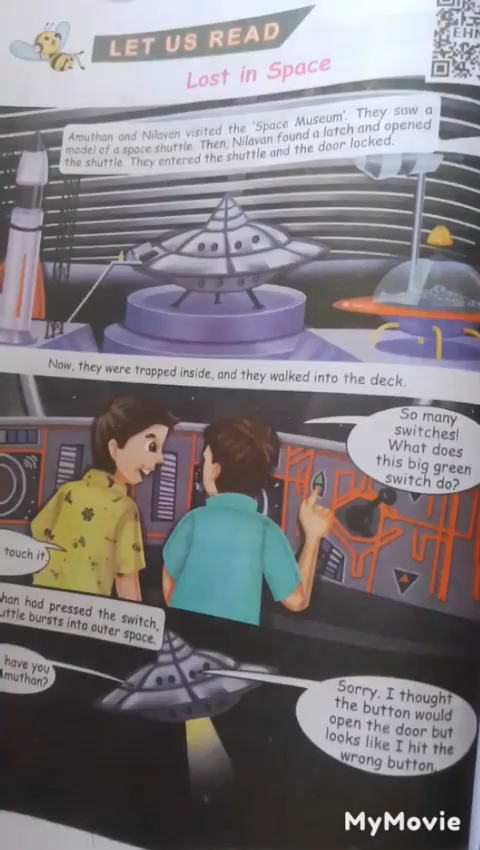 LET US READ
EHN
Lost in Space
Amuthan and Nilavan visited the 'Space Museum'. They saw a
model of a space shuttle. Then, Nilavan found a latch and opened
the shuttle. They entered the shuttle and the door locked.
Now, they were trapped inside, and they walked into the deck.
So many
switches!
What does
this big green
switch do?
touch it
han had pressed the switch,
uttle bursts into outer space.
have you
muthan?
Sorry. I thought
the button would
open the door but
looks like I hit the
wrong button.
MyMovie